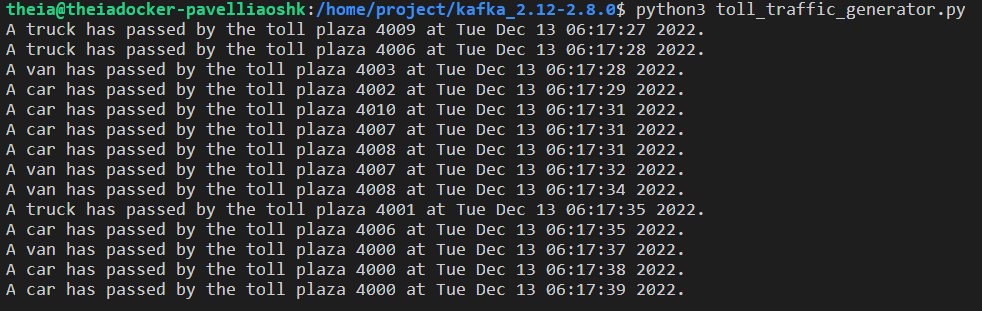 theia@theiadocker-pavelliaoshk:/home/project/kafka_2.12-2.8.0$ python3 toll_traffic_generator.py
A truck has passed by the toll plaza 4009 at Tue Dec 13 06:17:27 2022.
A truck has passed by the toll plaza 4006 at Tue Dec 13 06:17:28 2022.
A van has passed by the toll plaza 4003 at Tue Dec 13 06:17:28 2022.
A car has passed by the toll plaza 4002 at Tue Dec 13 06:17:29 2022.
A car has passed by the toll plaza 4010 at Tue Dec 13 06:17:31 2022.
A car has passed by the toll plaza 4007 at Tue Dec 13 06:17:31 2022.
A car has passed by the toll plaza 4008 at Tue Dec 13 06:17:31 2022.
A van has passed by the toll plaza 4007 at Tue Dec 13 06:17:32 2022.
A van has passed by the toll plaza 4008 at Tue Dec 13 06:17:34 2022.
A truck has passed by the toll plaza 4001 at Tue Dec 13 06:17:35 2022.
A car has passed by the toll plaza 4006 at Tue Dec 13 06:17:35 2022.
A van has passed by the toll plaza 4000 at Tue Dec 13 06:17:37 2022.
A car has passed by the toll plaza 4000 at Tue Dec 13 06:17:38 2022.
A car has passed by the toll plaza 4000 at Tue Dec 13 06:17:39 2022.